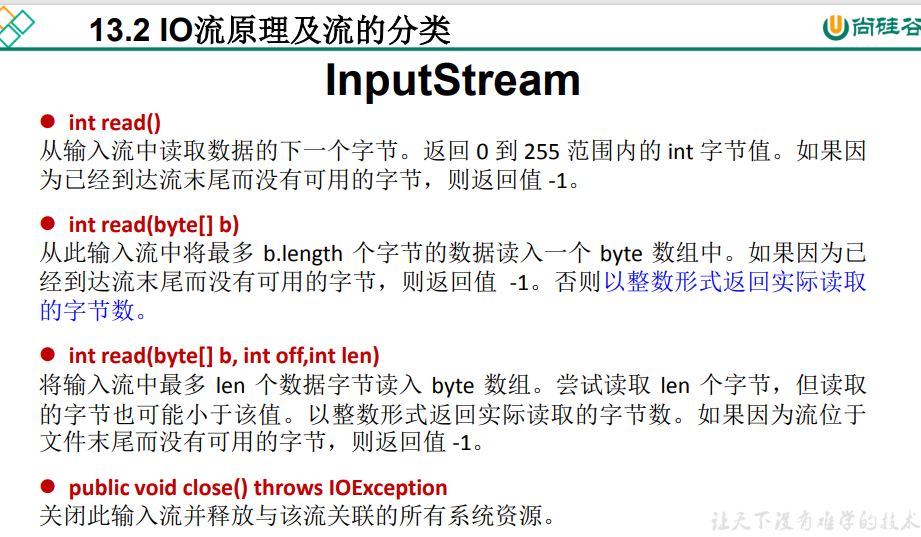 13.2 IO流原理及流的分类
尚硅谷
InputStream
● int read()
从输入流中读取数据的下一个字节。返回 0 到 255 范围内的 int 字节值。如果因
为已经到达流末尾而没有可用的字节，则返回值 -1。
● int read(byte[] b)
从此输入流中将最多 b.length 个字节的数据读入一个 byte 数组中。如果因为已
经到达流末尾而没有可用的字节，则返回值 -1。否则以整数形式返回实际读取
的字节数。
● int read(byte[] b, int off,int len)
将输入流中最多 len 个数据字节读入 byte 数组。尝试读取 len 个字节，但读取
的字节也可能小于该值。以整数形式返回实际读取的字节数。如果因为流位于
文件末尾而没有可用的字节，则返回值 -1。
● public void close() throws IOException
关闭此输入流并释放与该流关联的所有系统资源。
让天下没有难学的技术